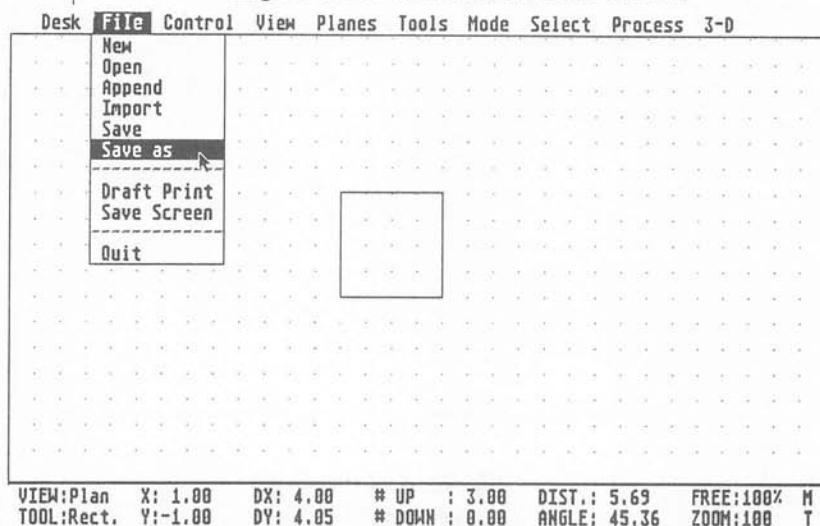 Desk File Control View Planes Tools Mode Select Process 3-D
New
Open
Append
Import
Save
Save as
Draft Print
Save Screen
Quit
VIEW:Plan X: 1.00 DX: 4.00 # UP : 3.00 DIST.: 5.69 FREE:100% M
TOOL:Rect. Y:-1.00 DY: 4.05 # DOWN : 0.00 ANGLE: 45.36 ZOOM:100 T